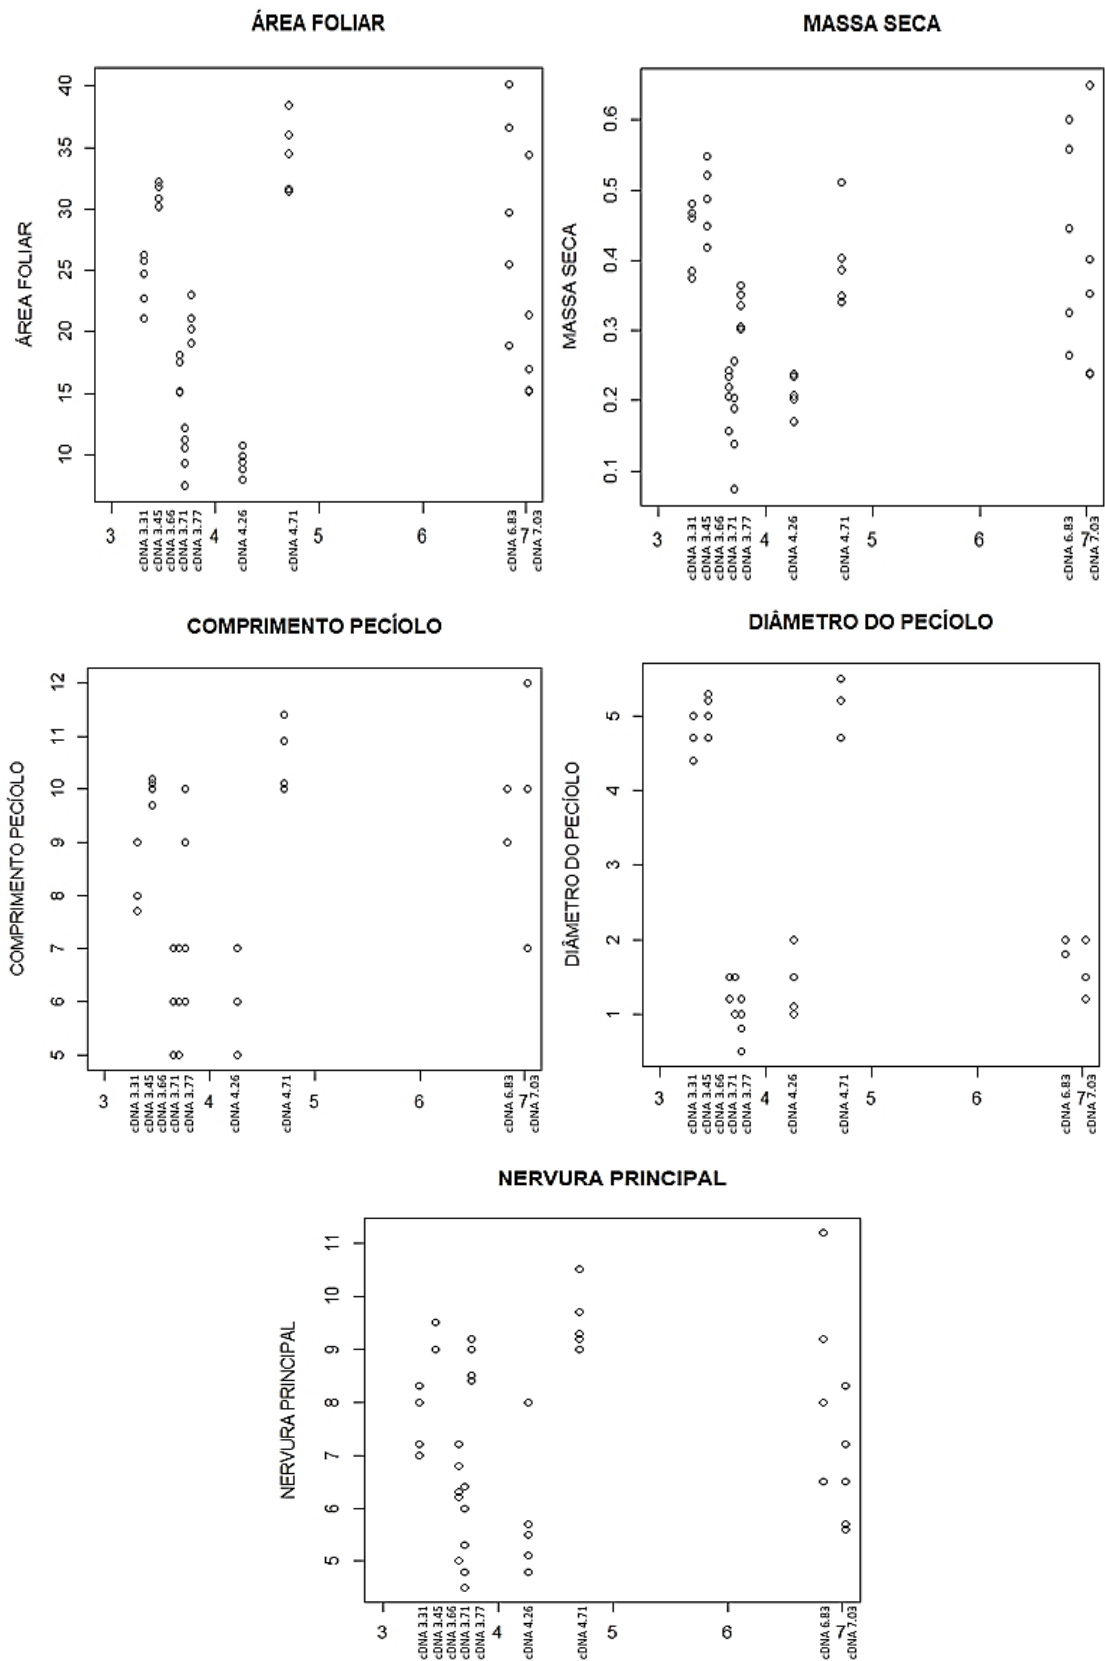 ÁREA FOLIAR
ÁREA FOLIAR
40
35
30
25
20
15
10
3
4
5
6
7
cDNA 3.31
cDNA 3.45
cDNA 3.66
cDNA 3.71
cDNA 3.77
cDNA 4.26
cDNA 4.71
cDNA 6.83
cDNA 7.03
MASSA SECA
MASSA SECA
0.6
0.5
0.4
0.3
0.2
0.1
3
4
5
6
7
cDNA 3.31
cDNA 3.45
cDNA 3.66
cDNA 3.71
cDNA 3.77
cDNA 4.26
cDNA 4.71
cDNA 6.83
cDNA 7.03
COMPRIMENTO PECÍOLO
COMPRIMENTO PECÍOLO
12
11
10
9
8
7
6
5
3
4
5
6
7
cDNA 3.31
cDNA 3.45
cDNA 3.66
cDNA 3.71
cDNA 3.77
cDNA 4.26
cDNA 4.71
cDNA 6.83
cDNA 7.03
DIÂMETRO DO PECÍOLO
DIÂMETRO DO PECÍOLO
5
4
3
2
1
3
4
5
6
7
cDNA 3.31
cDNA 3.45
cDNA 3.66
cDNA 3.71
cDNA 3.77
cDNA 4.26
cDNA 4.71
cDNA 6.83
cDNA 7.03
NERVURA PRINCIPAL
NERVURA PRINCIPAL
11
10
9
8
7
6
5
3
4
5
6
7
cDNA 3.31
cDNA 3.45
cDNA 3.66
cDNA 3.71
cDNA 3.77
cDNA 4.26
cDNA 4.71
cDNA 6.83
cDNA 7.03